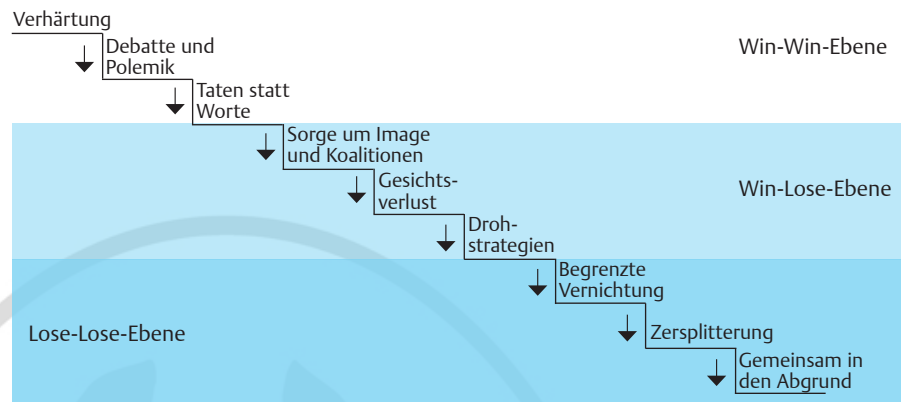 Verhärtung
Debatte und
Polemik
Win-Win-Ebene
Taten statt
Worte
Sorge um Image
und Koalitionen
Gesichts-
verlust
Win-Lose-Ebene
Droh-
strategien
Begrenzte
Vernichtung
Lose-Lose-Ebene
Zersplitterung
Gemeinsam in
den Abgrund